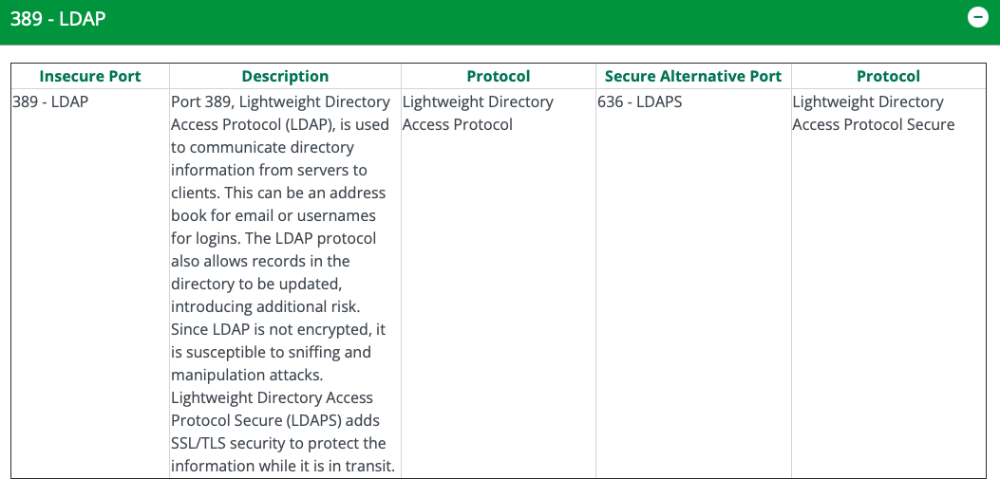 389 - LDAP
Insecure Port Description Protocol Secure Alternative Port Protocol
389 - LDAP
Port 389, Lightweight Directory
Access Protocol (LDAP), is used
to communicate directory
information from servers to
clients. This can be an address
book for email or usernames
for logins. The LDAP protocol
also allows records in the
directory to be updated,
introducing additional risk.
Since LDAP is not encrypted, it
is susceptible to sniffing and
manipulation attacks.
Lightweight Directory Access
Protocol Secure (LDAPS) adds
SSL/TLS security to protect the
information while it is in transit.
Lightweight Directory
Access Protocol
636 - LDAPS
Lightweight Directory
Access Protocol Secure